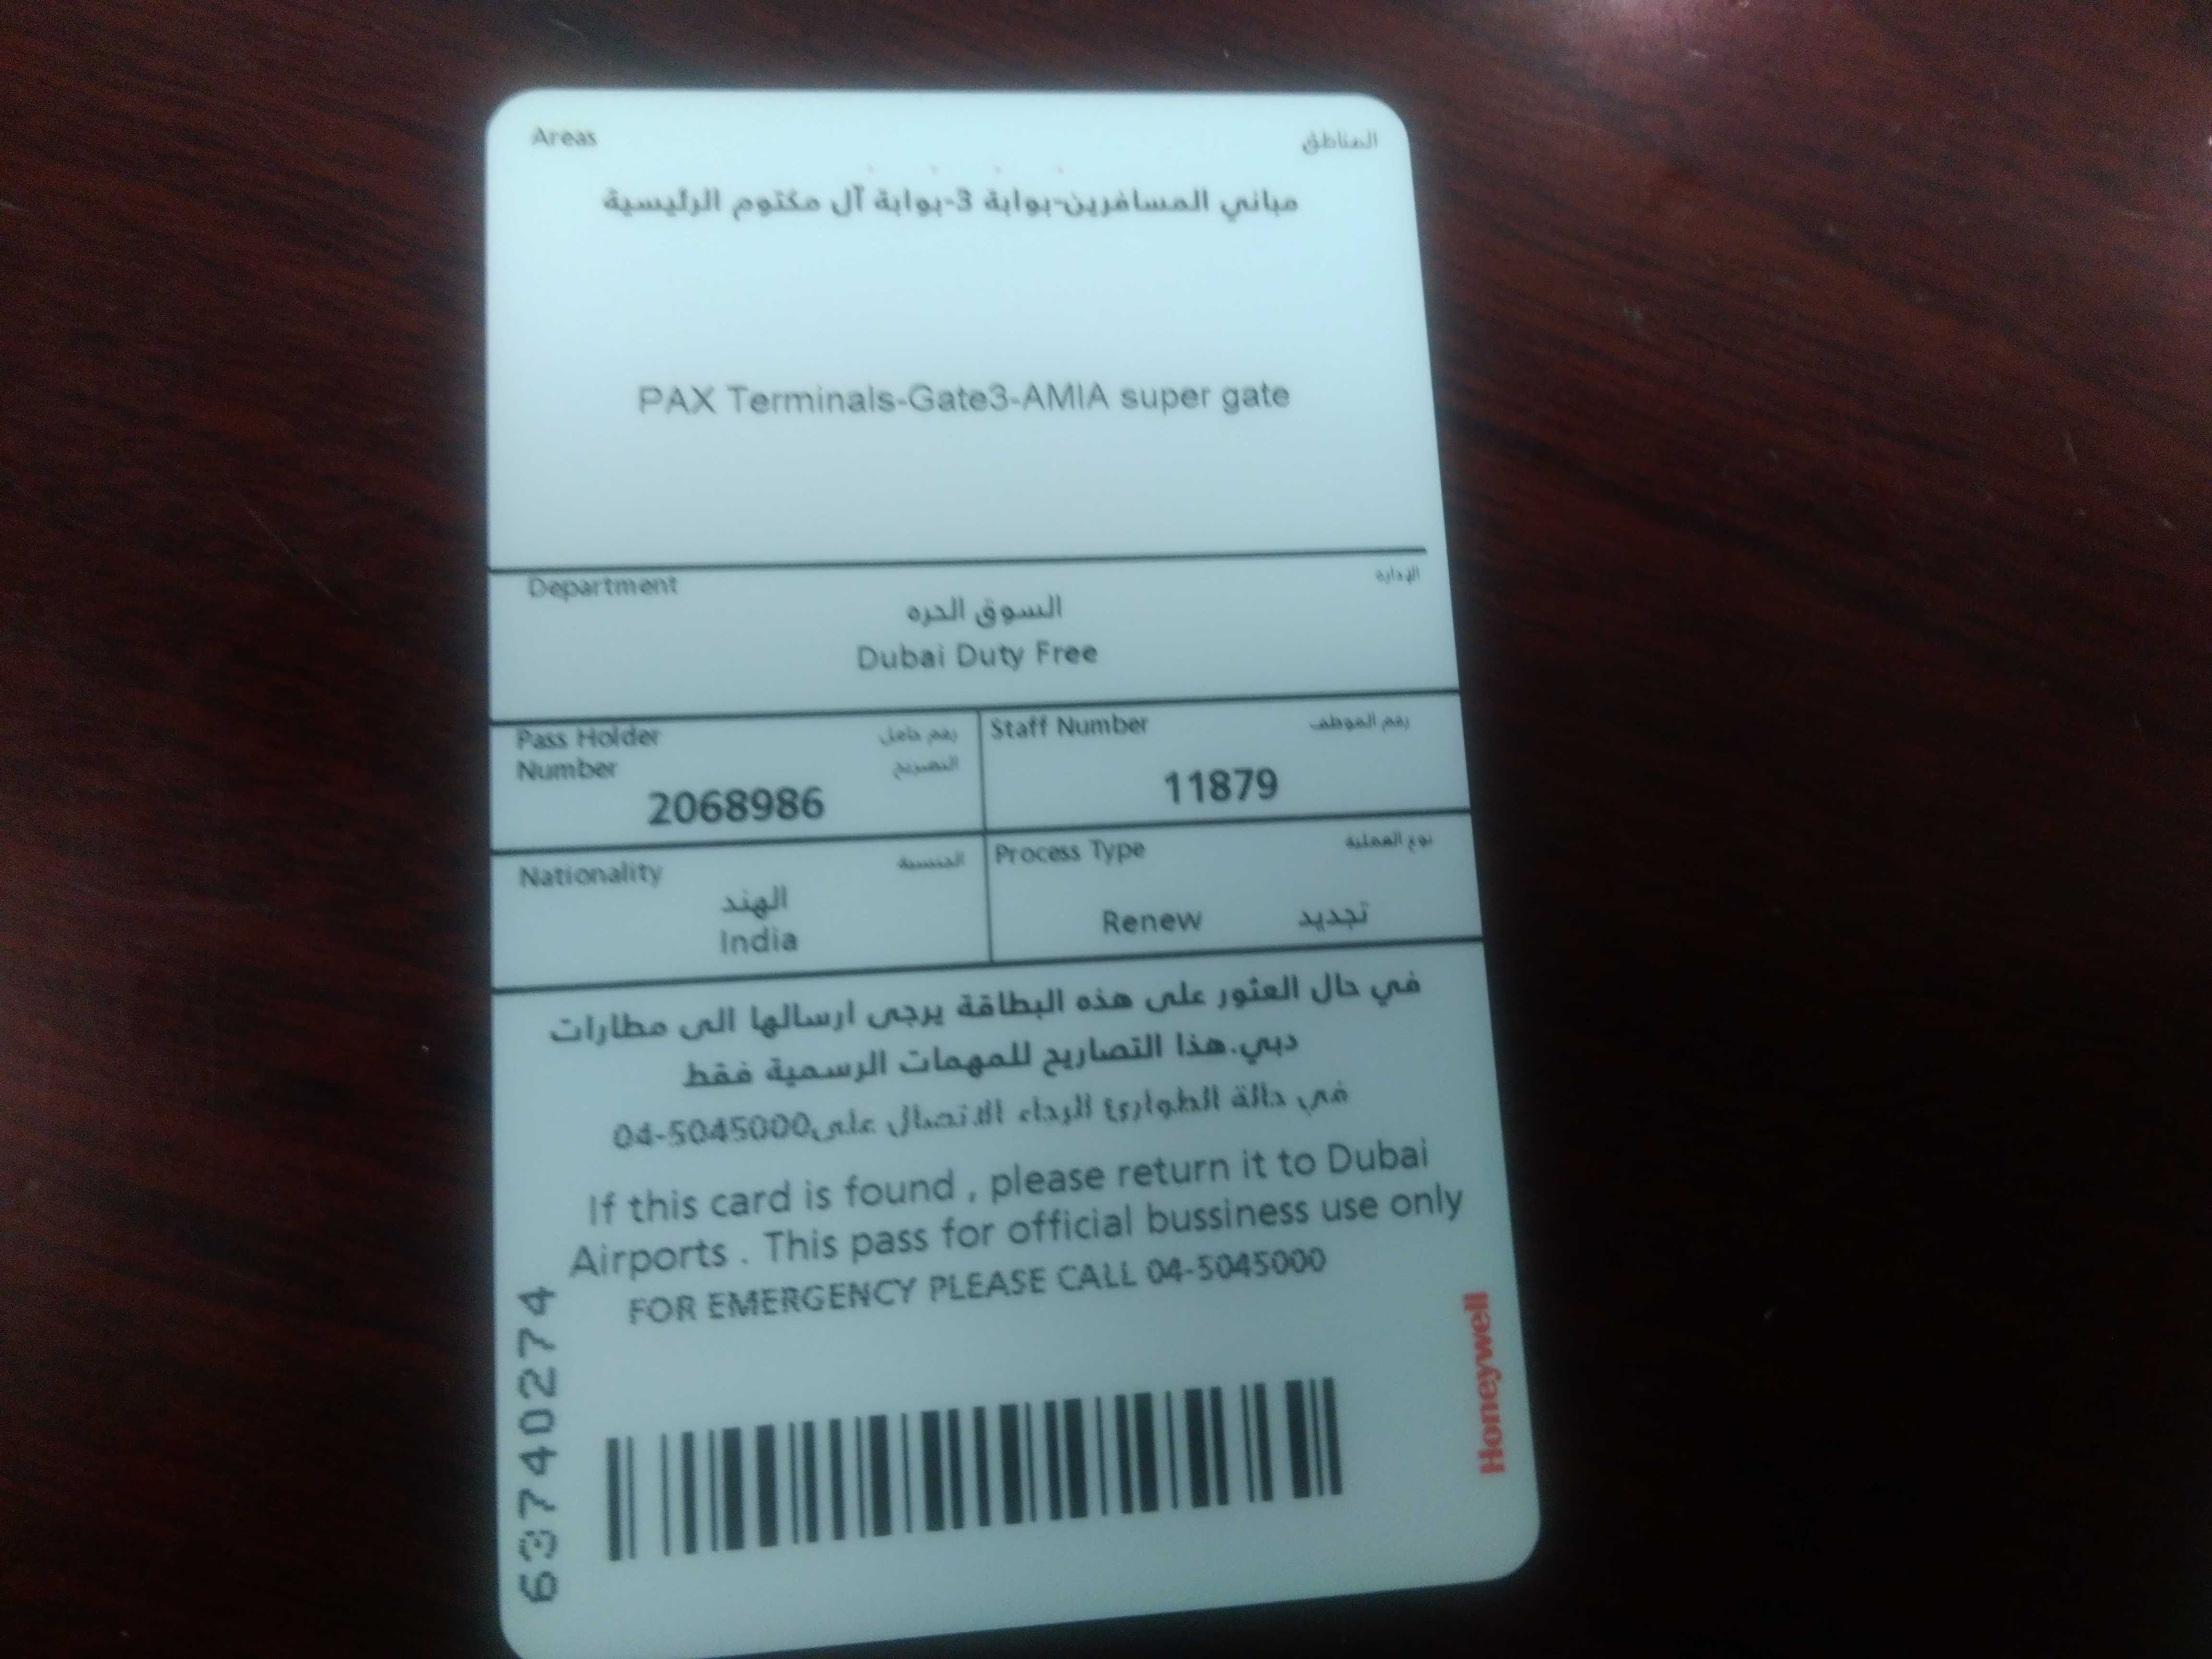 Areas المناطق
مباني المسافرين-بوابة 3-بوابة آل مكتوم الرئيسية
PAX Terminals-Gate3-AMIA super gate
Department الإدارة
السوق الحره
Dubai Duty Free
Pass Holder Number رقم حامل التصريح
2068986
Staff Number رقم الموظف
11879
Nationality الجنسية
الهند
India
Process Type نوع العملية
Renew تجديد
في حال العثور على هذه البطاقة يرجى ارسالها الى مطارات
دبي.هذا التصاريح للمهمات الرسمية فقط
في حالة الطوارئ الرجاء الاتصال على04-5045000
If this card is found , please return it to Dubai
Airports . This pass for official bussiness use only
FOR EMERGENCY PLEASE CALL 04-5045000
637740274
Honeywell